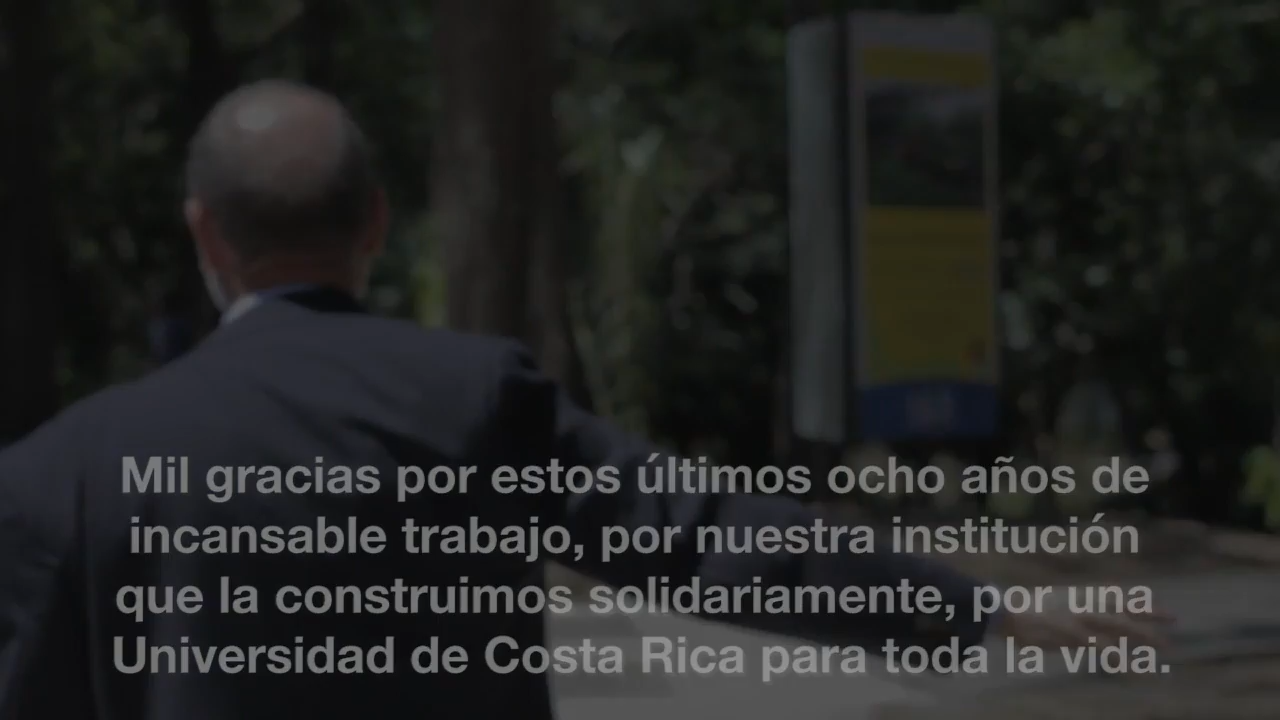 Mil gracias por estos últimos ocho años de
incansable trabajo, por nuestra institución
que la construimos solidariamente, por una
Universidad de Costa Rica para toda la vida.